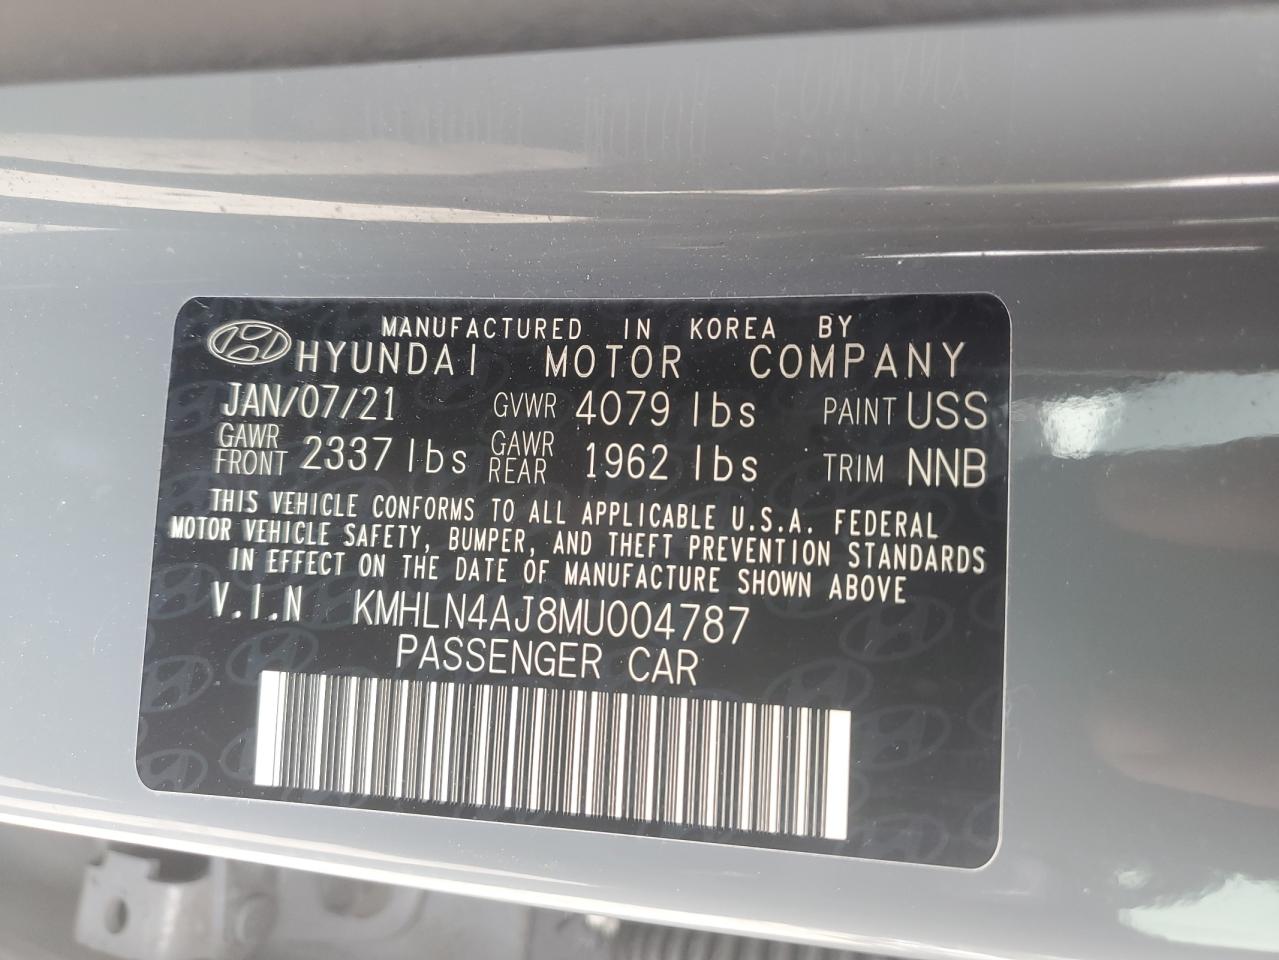 MANUFACTURED IN KOREA BY
HYUNDAI MOTOR COMPANY
JAN/07/21 GVWR 4079 lbs PAINT USS
GAWR FRONT 2337 lbs GAWR REAR 1962 lbs TRIM NNB
THIS VEHICLE CONFORMS TO ALL APPLICABLE U.S.A. FEDERAL
MOTOR VEHICLE SAFETY, BUMPER, AND THEFT PREVENTION STANDARDS
IN EFFECT ON THE DATE OF MANUFACTURE SHOWN ABOVE
V.I.N KMHLN4AJ8MU004787
PASSENGER CAR